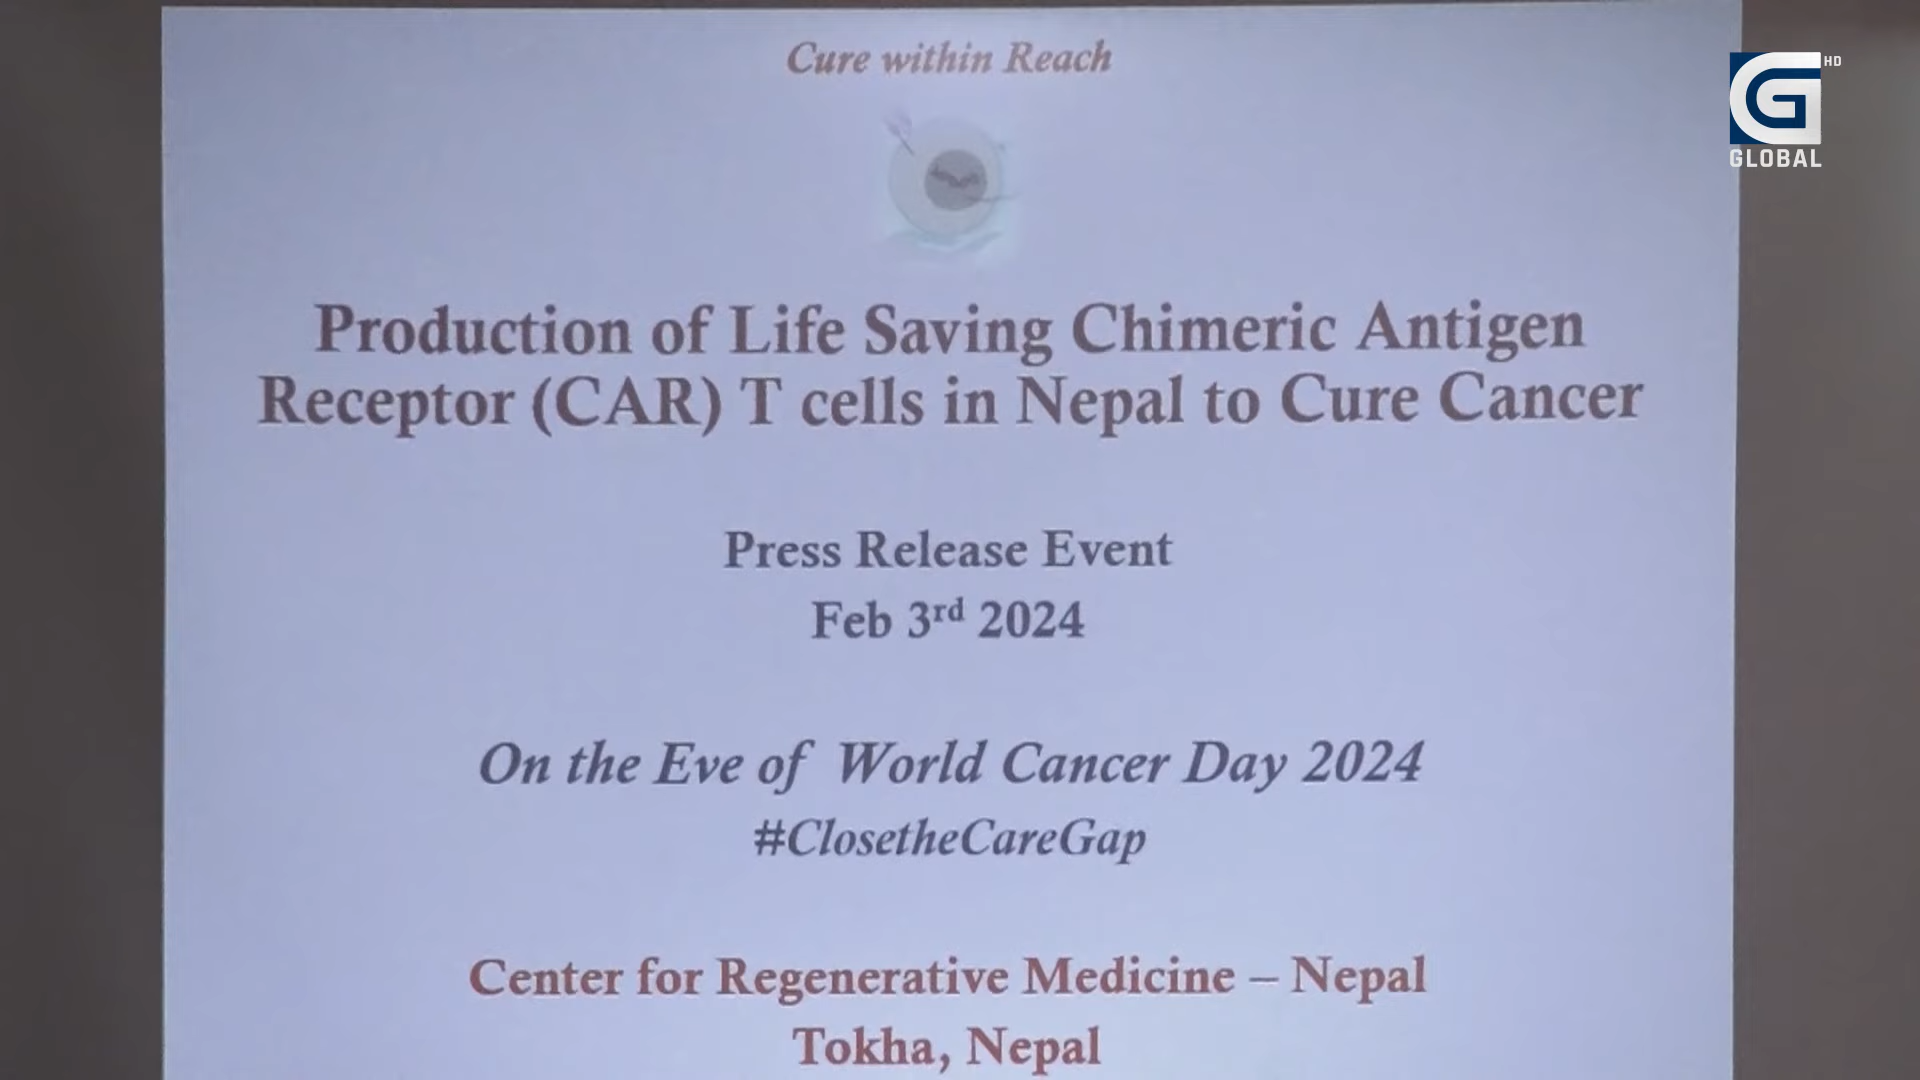 Cure within Reach
HD
GLOBAL
Production of Life Saving Chimeric Antigen
Receptor (CAR) T cells in Nepal to Cure Cancer
Press Release Event
Feb 3rd 2024
On the Eve of World Cancer Day 2024
#ClosetheCareGap
Center for Regenerative Medicine – Nepal
Tokha, Nepal